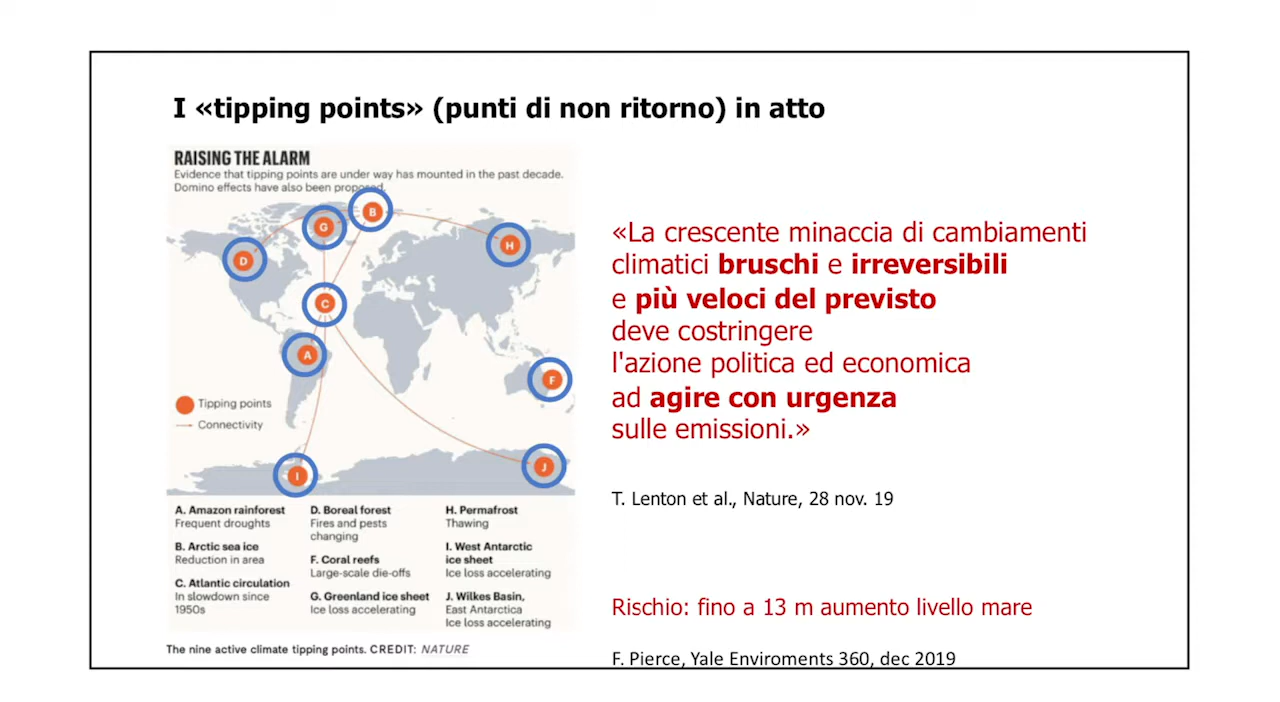 I «tipping points» (punti di non ritorno) in atto
RAISING THE ALARM
Evidence that tipping points are under way has mounted in the past decade.
Domino effects have also been proposed.
B
G
H
D
C
A
F
Tipping points
Connectivity
J
I
A. Amazon rainforest
Frequent droughts
B. Arctic sea ice
Reduction in area
C. Atlantic circulation
In slowdown since
1950s
D. Boreal forest
Fires and pests
changing
F. Coral reefs
Large-scale die-offs
G. Greenland ice sheet
Ice loss accelerating
H. Permafrost
Thawing
I. West Antarctic
ice sheet
Ice loss accelerating
J. Wilkes Basin,
East Antarctica
Ice loss accelerating
The nine active climate tipping points. CREDIT: NATURE
«La crescente minaccia di cambiamenti
climatici bruschi e irreversibili
e più veloci del previsto
deve costringere
l'azione politica ed economica
ad agire con urgenza
sulle emissioni.»
T. Lenton et al., Nature, 28 nov. 19
Rischio: fino a 13 m aumento livello mare
F. Pierce, Yale Enviroments 360, dec 2019